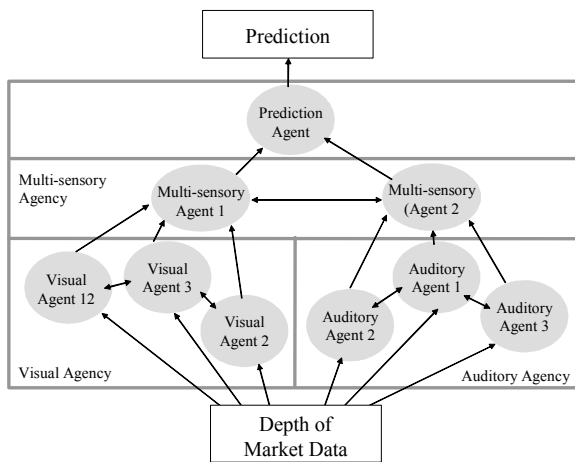 Prediction
Prediction
Agent
Multi-sensory
Agency
Multi-sensory
Agent 1
Multi-sensory
(Agent 2
Visual
Agent 12
Visual
Agent 3
Visual
Agent 2
Auditory
Agent 2
Auditory
Agent 1
Auditory
Agent 3
Visual Agency
Auditory Agency
Depth of
Market Data